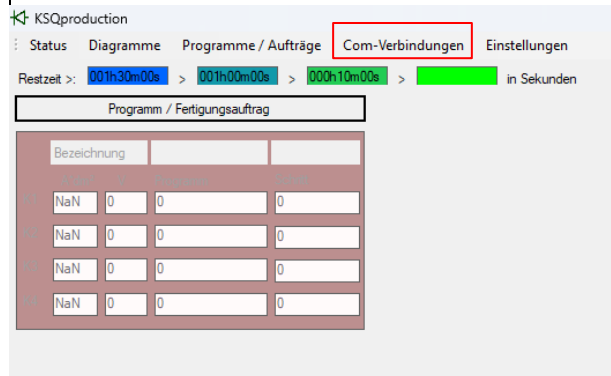 KSQproduction
Status Diagramme Programme / Aufträge Com-Verbindungen Einstellungen
Restzeit >: 001h30m00s > 001h00m00s > 000h10m00s > in Sekunden
Programm / Fertigungsauftrag
Bezeichnung
NaN 0 0 0
NaN 0 0 0
NaN 0 0 0
NaN 0 0 0